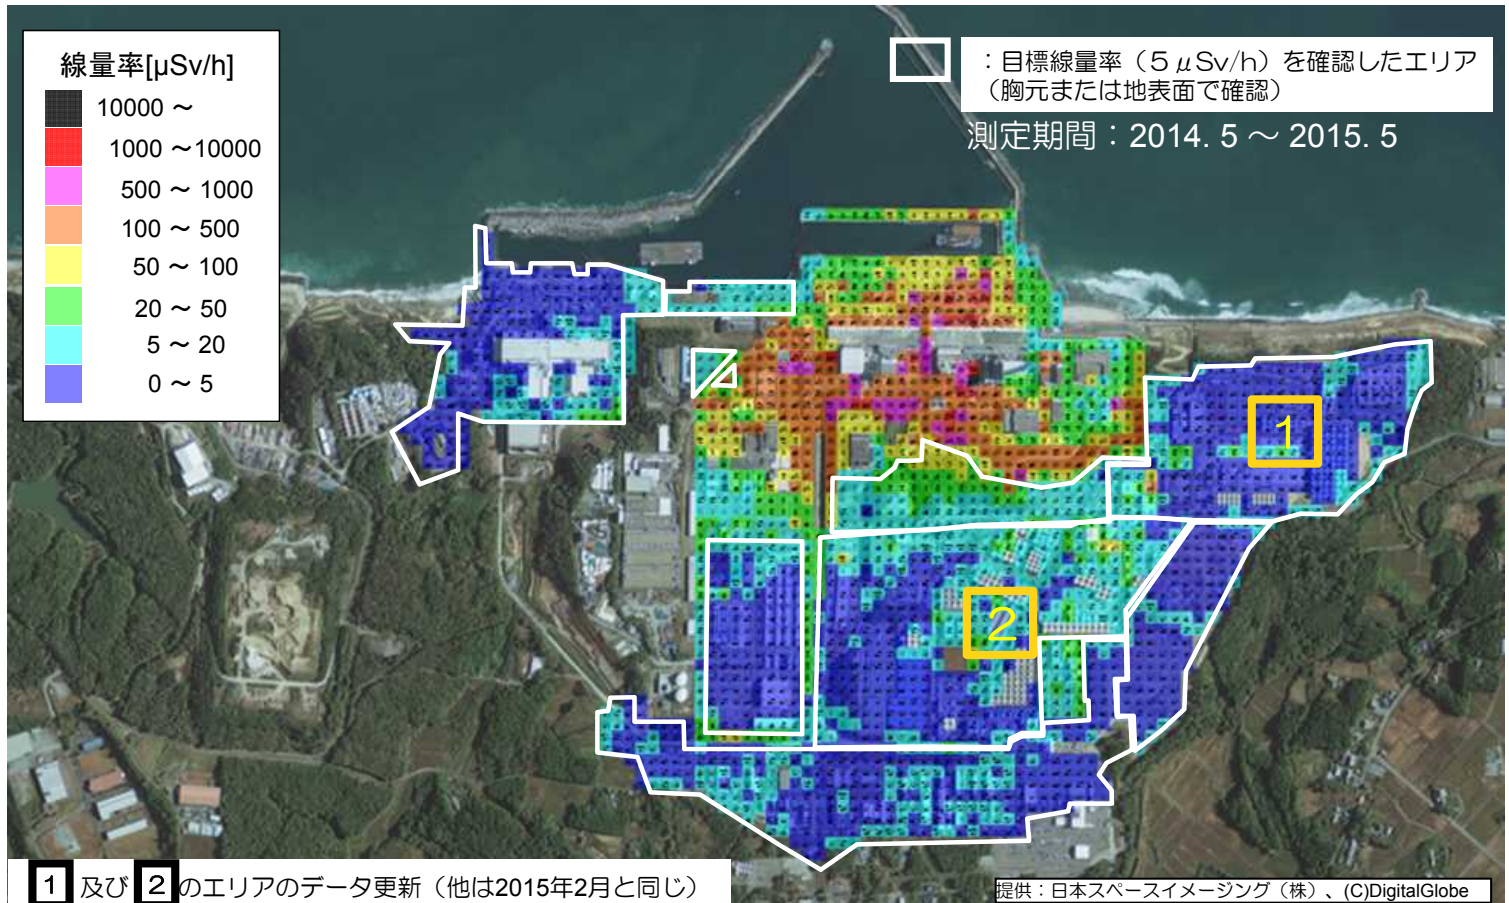 線量率[μSv/h]
10000 ～
1000 ～10000
500 ～ 1000
100 ～ 500
50 ～ 100
20 ～ 50
5 ～ 20
0 ～ 5
：目標線量率（５μSv/h）を確認したエリア
（胸元または地表面で確認）
測定期間：2014. 5 ～ 2015. 5
1
2
1 及び 2 のエリアのデータ更新（他は2015年2月と同じ）
提供：日本スペースイメージング（株）、(C)DigitalGlobe